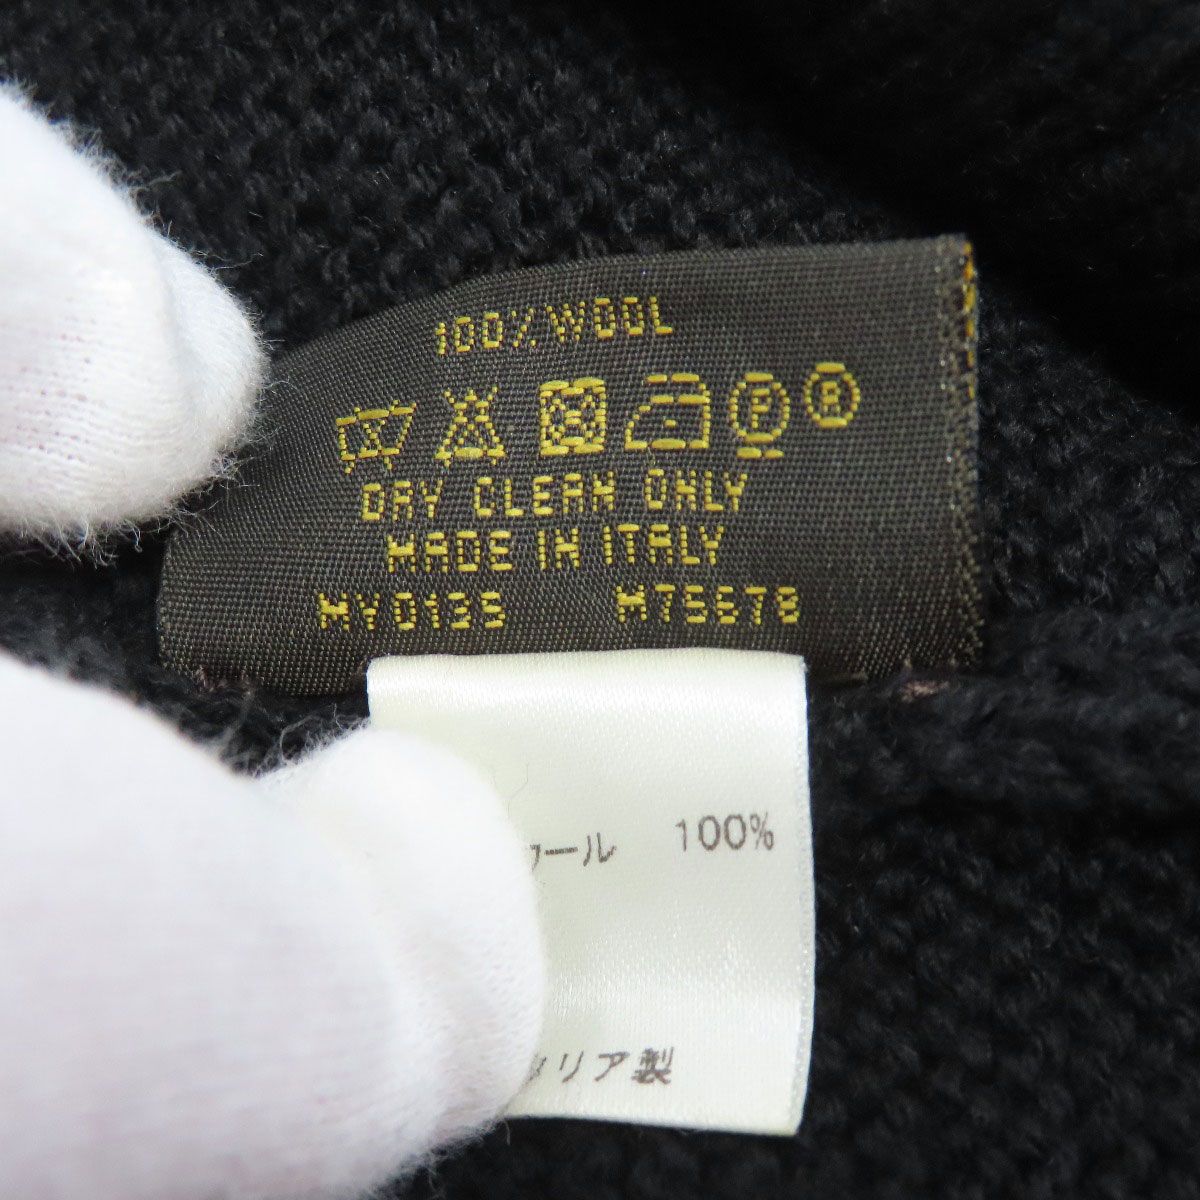 100% WOOL
P ®
DRY CLEAN ONLY
MADE IN ITALY
MY0135 M75678
ウール 100%
リア製